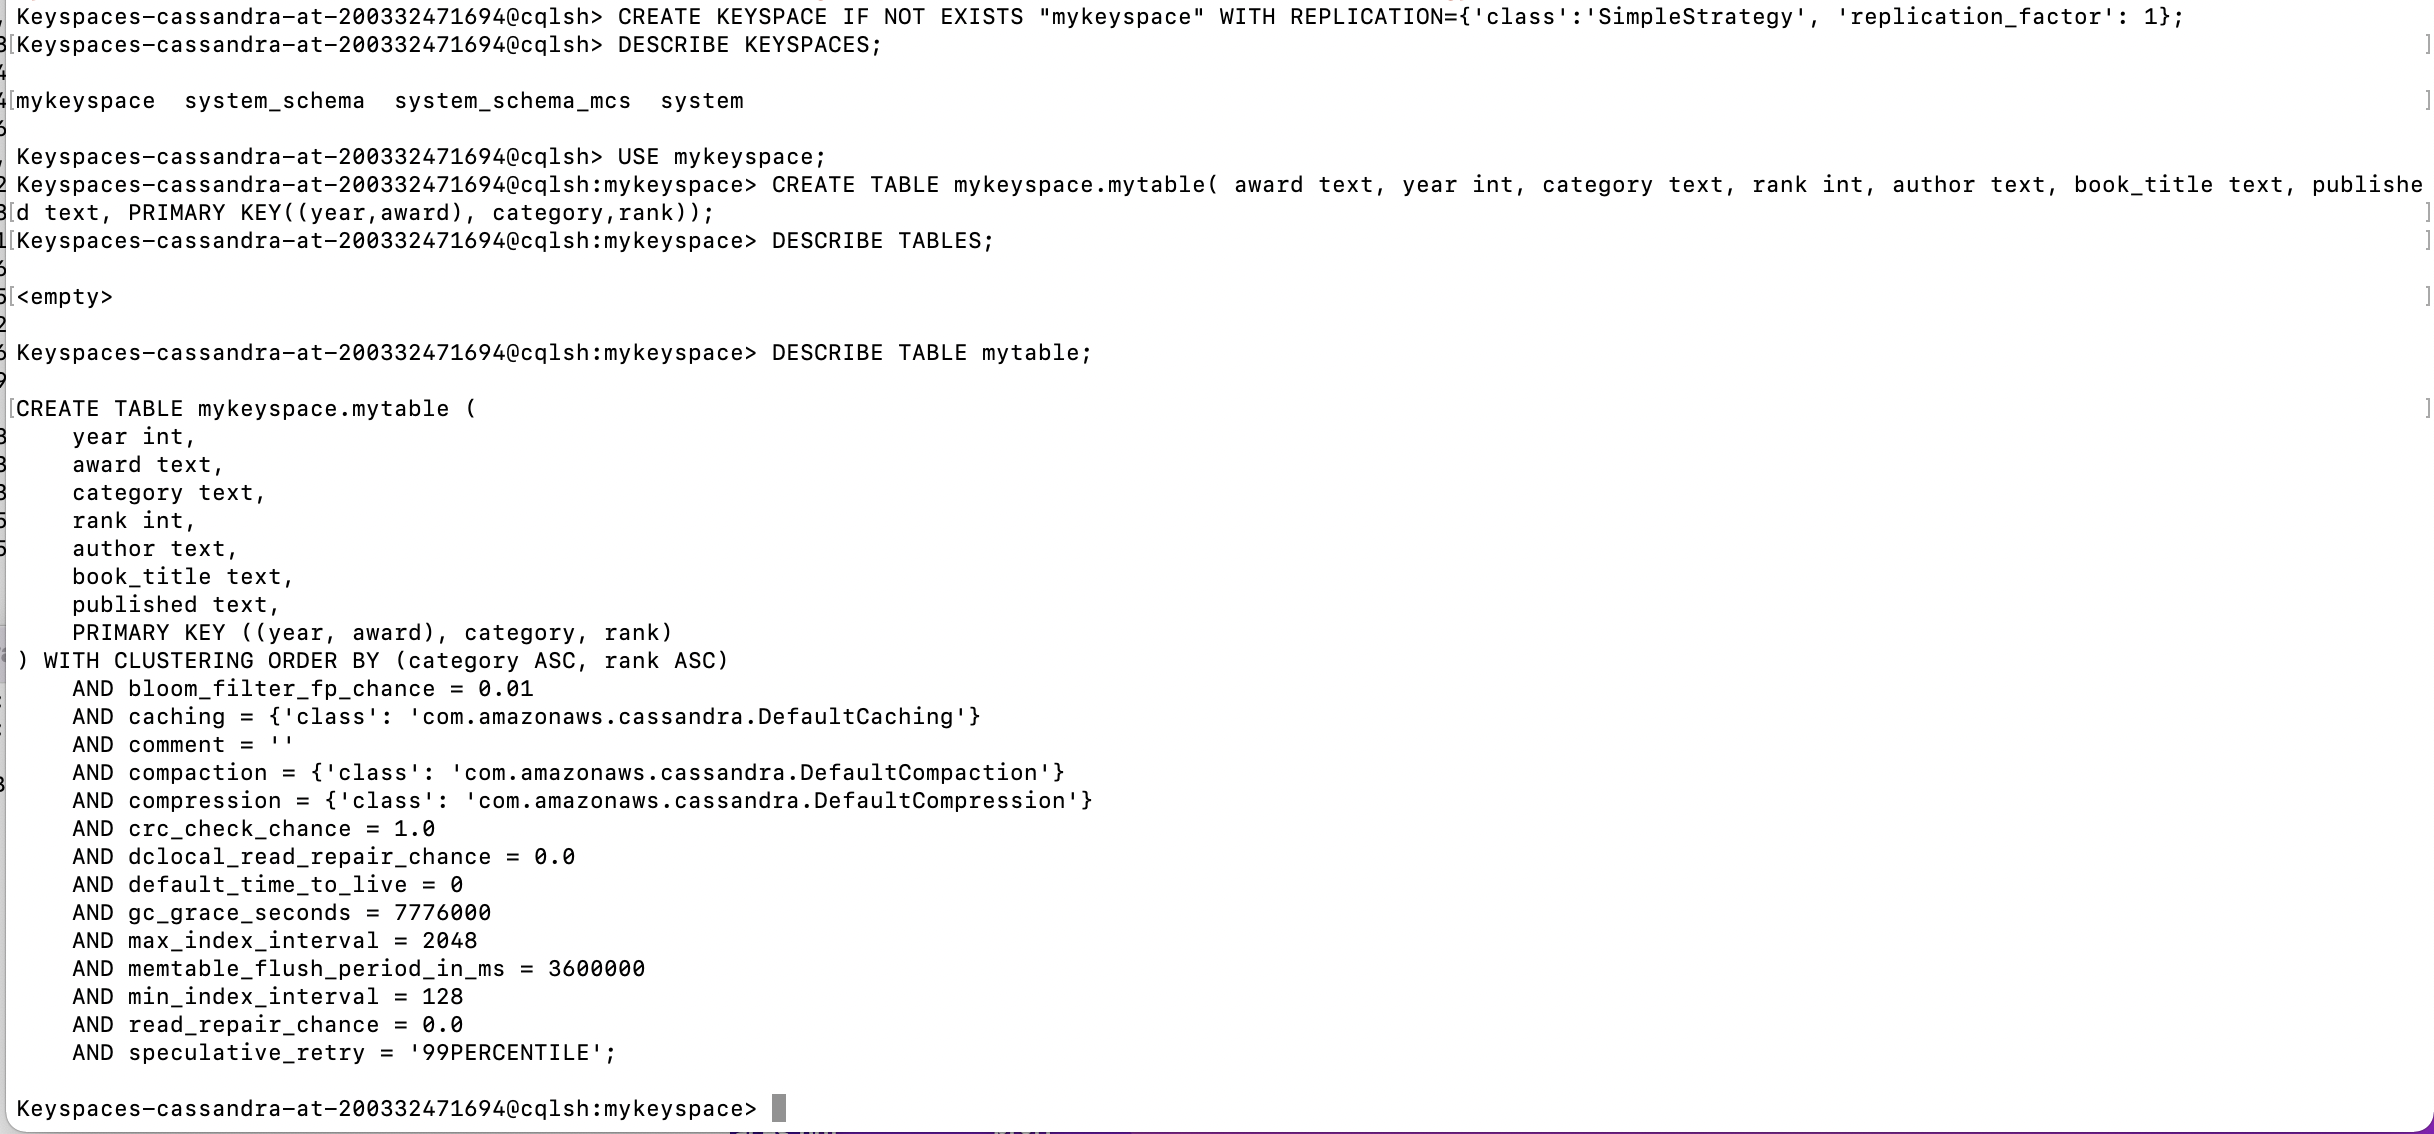 Keyspaces-cassandra-at-200332471694@cqlsh> CREATE KEYSPACE IF NOT EXISTS "mykeyspace" WITH REPLICATION={'class':'SimpleStrategy', 'replication_factor': 1};
[Keyspaces-cassandra-at-200332471694@cqlsh> DESCRIBE KEYSPACES; ]
[mykeyspace  system_schema  system_schema_mcs  system ]
Keyspaces-cassandra-at-200332471694@cqlsh> USE mykeyspace;
Keyspaces-cassandra-at-200332471694@cqlsh:mykeyspace> CREATE TABLE mykeyspace.mytable( award text, year int, category text, rank int, author text, book_title text, publishe
[d text, PRIMARY KEY((year,award), category,rank)); ]
[Keyspaces-cassandra-at-200332471694@cqlsh:mykeyspace> DESCRIBE TABLES; ]
[<empty> ]
Keyspaces-cassandra-at-200332471694@cqlsh:mykeyspace> DESCRIBE TABLE mytable;
[CREATE TABLE mykeyspace.mytable ( ]
    year int,
    award text,
    category text,
    rank int,
    author text,
    book_title text,
    published text,
    PRIMARY KEY ((year, award), category, rank)
) WITH CLUSTERING ORDER BY (category ASC, rank ASC)
    AND bloom_filter_fp_chance = 0.01
    AND caching = {'class': 'com.amazonaws.cassandra.DefaultCaching'}
    AND comment = ''
    AND compaction = {'class': 'com.amazonaws.cassandra.DefaultCompaction'}
    AND compression = {'class': 'com.amazonaws.cassandra.DefaultCompression'}
    AND crc_check_chance = 1.0
    AND dclocal_read_repair_chance = 0.0
    AND default_time_to_live = 0
    AND gc_grace_seconds = 7776000
    AND max_index_interval = 2048
    AND memtable_flush_period_in_ms = 3600000
    AND min_index_interval = 128
    AND read_repair_chance = 0.0
    AND speculative_retry = '99PERCENTILE';
Keyspaces-cassandra-at-200332471694@cqlsh:mykeyspace>